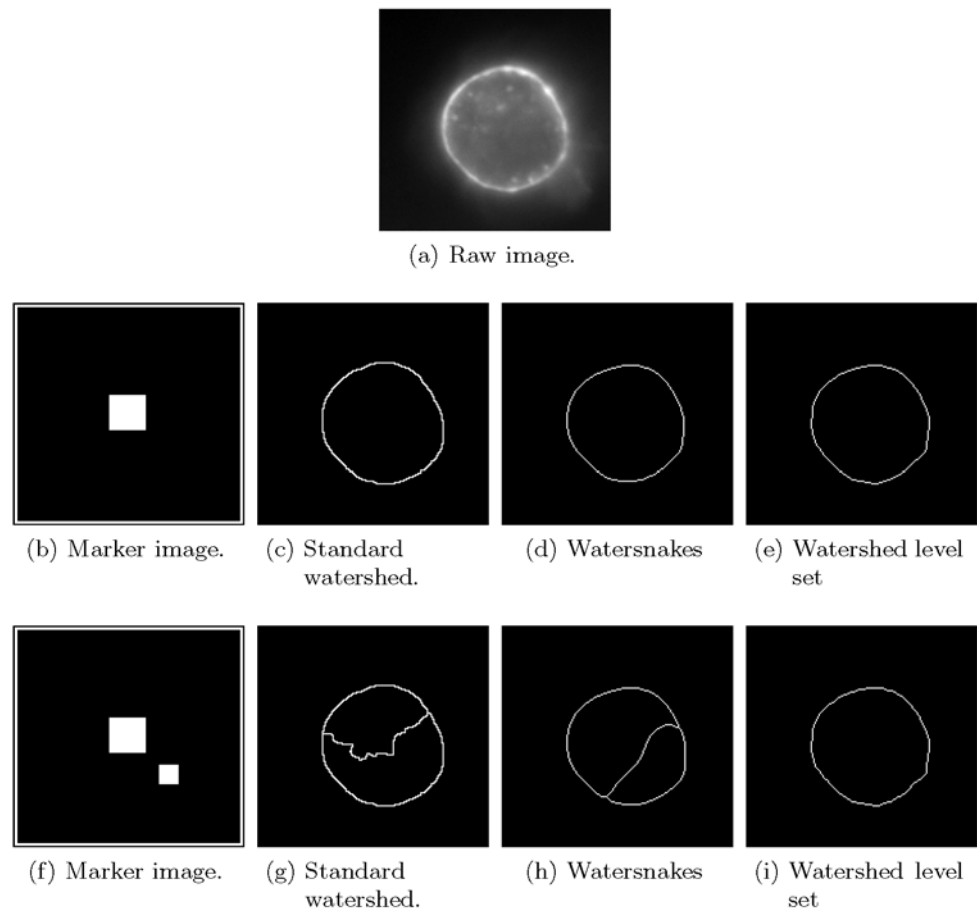 (a) Raw image.
(b) Marker image.
(c) Standard
watershed.
(d) Watersnakes
(e) Watershed level
set
(f) Marker image.
(g) Standard
watershed.
(h) Watersnakes
(i) Watershed level
set